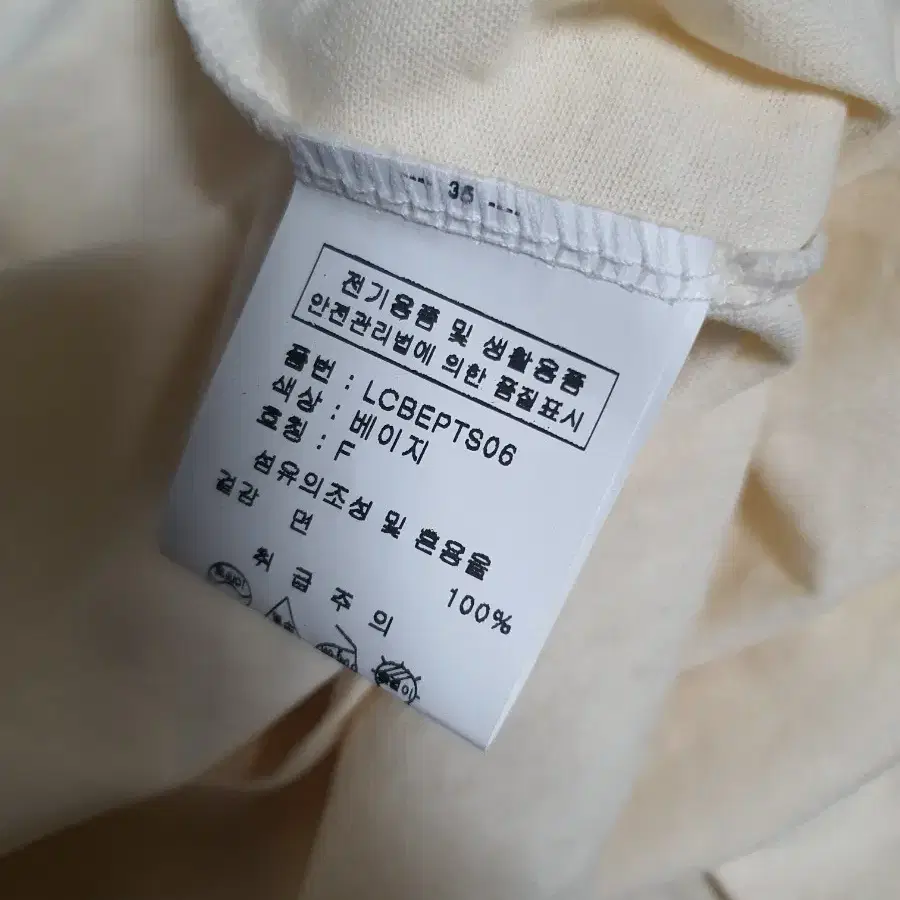 --- 36 ----
전기용품 및 생활용품
안전관리법에 의한 품질표시
품번 : LCBEPTS06
색상 : 베이지
호칭 : F
섬유의조성 및 혼용율
겉감 면 100%
취 급 주 의